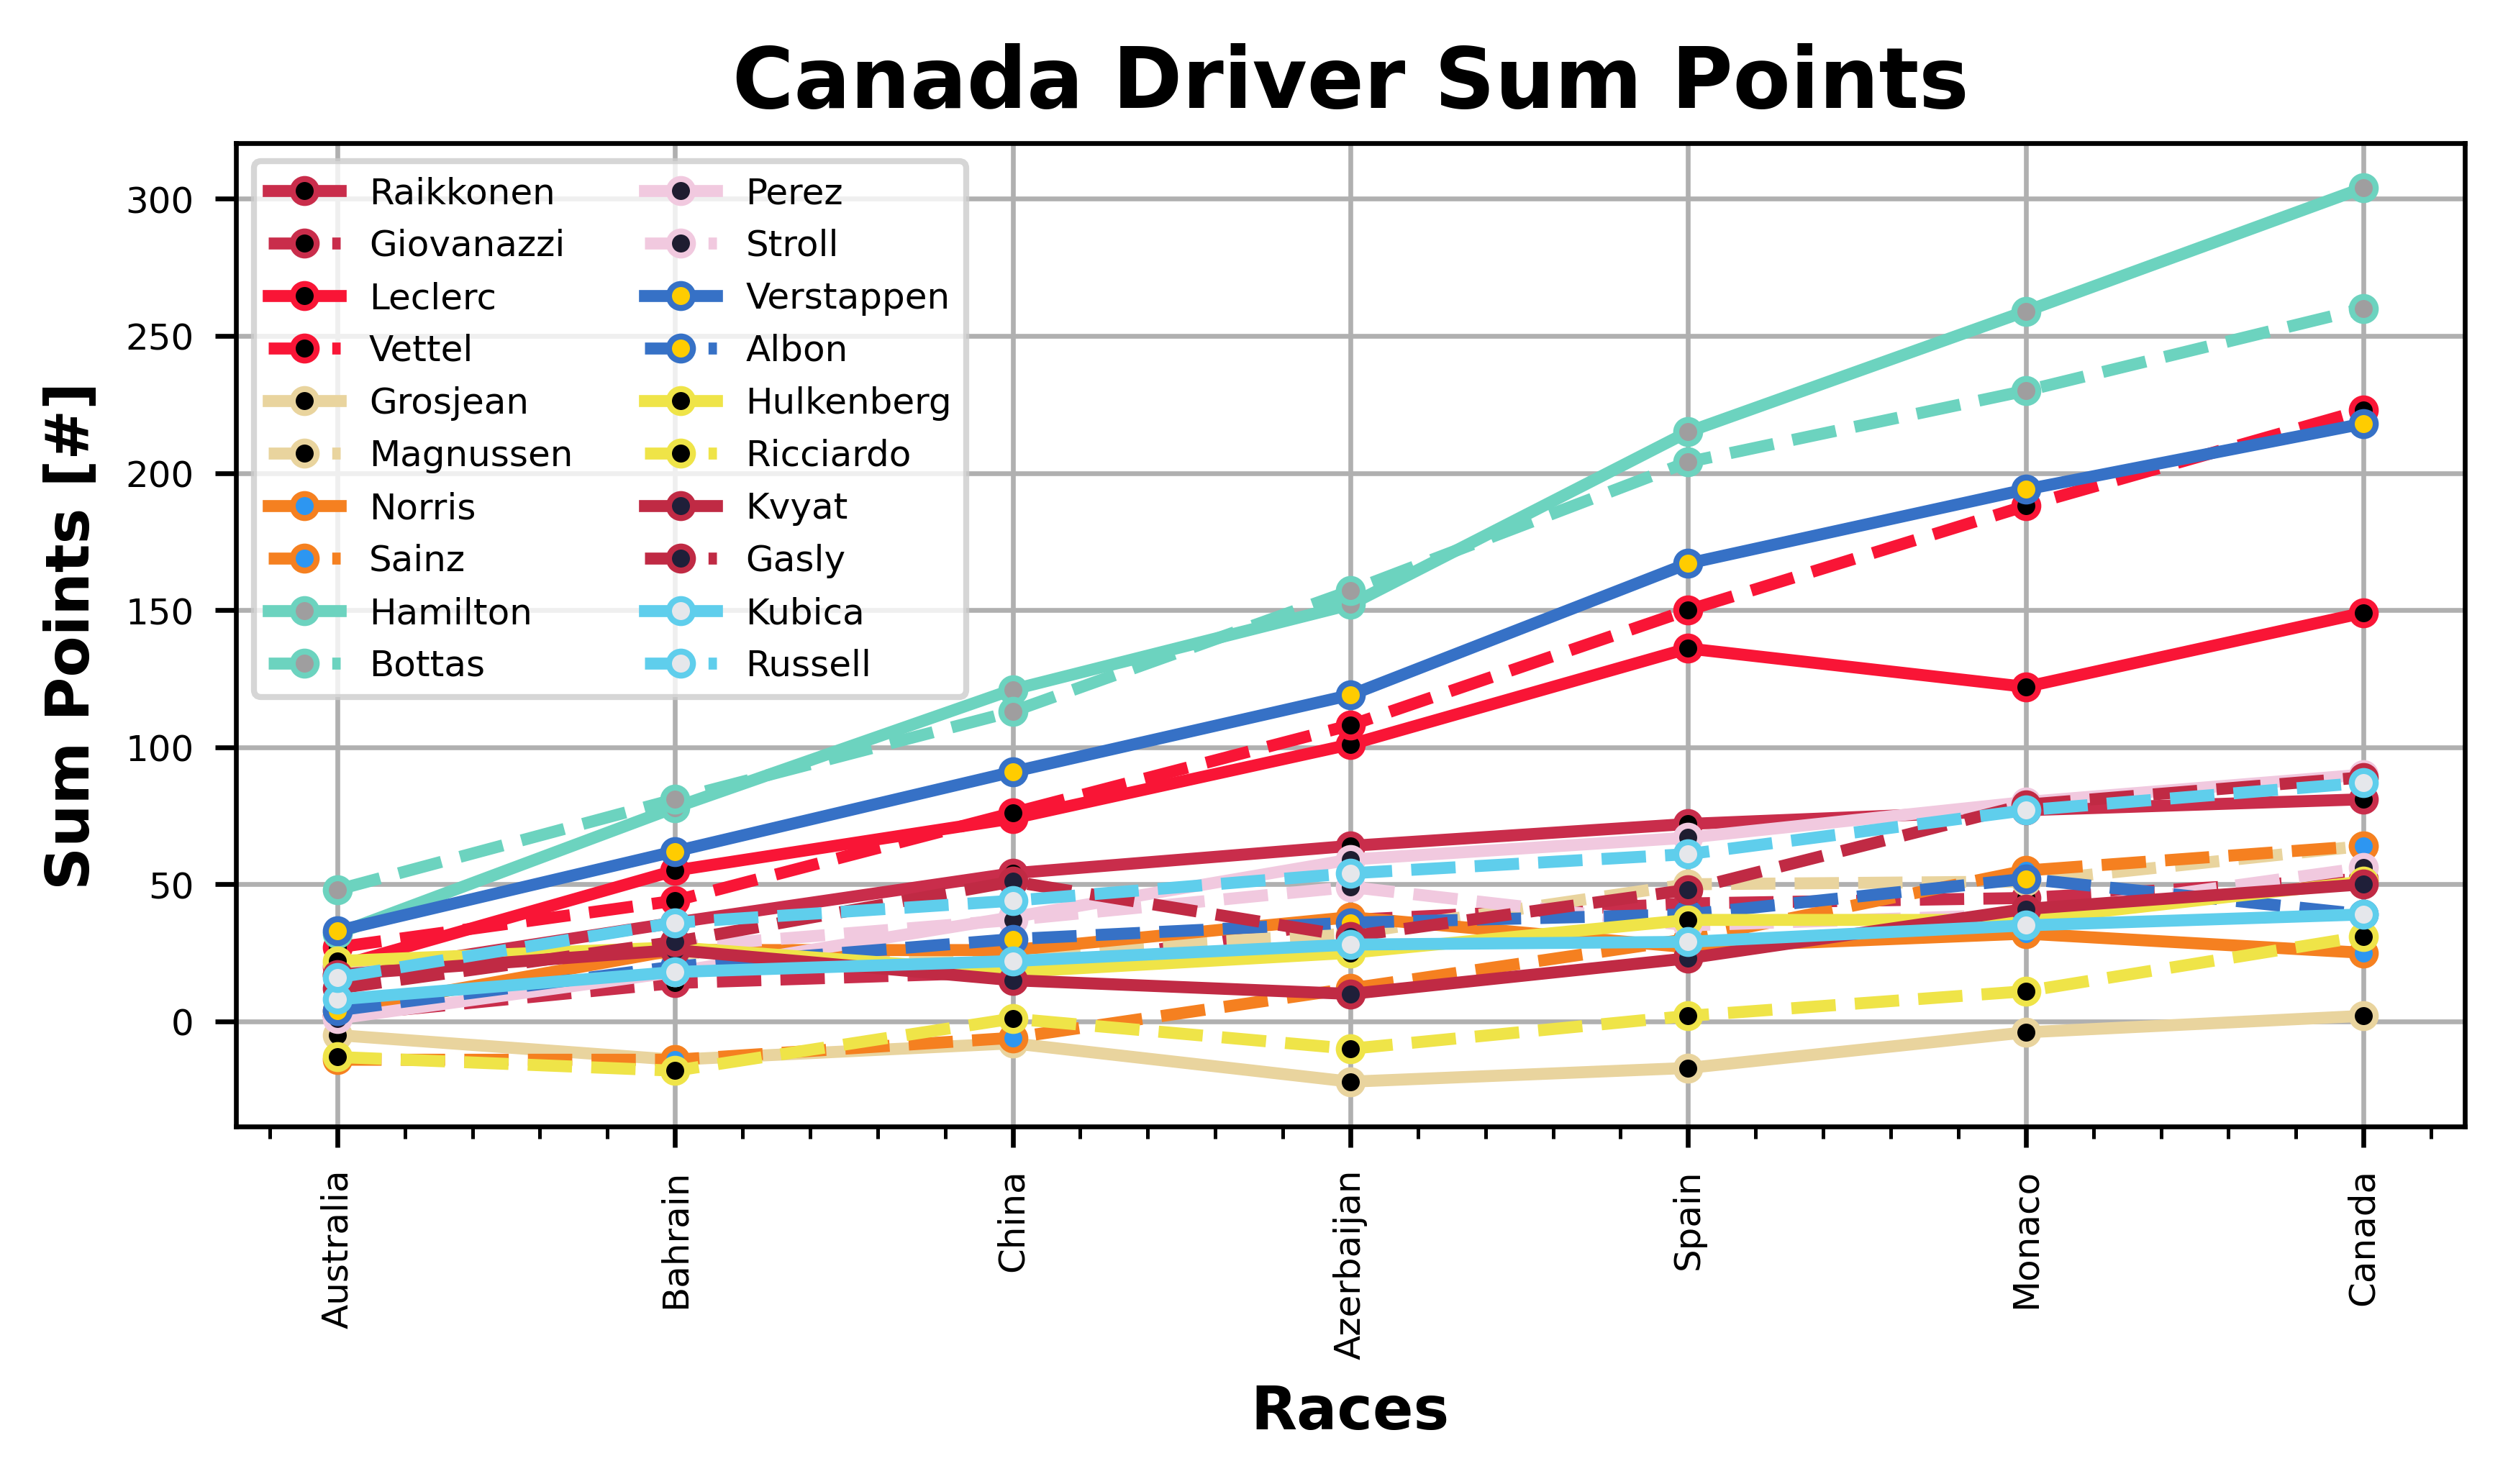 Canada Driver Sum Points
Sum Points [#]
300
250
200
150
100
50
0
Raikkonen
Giovanazzi
Leclerc
Vettel
Grosjean
Magnussen
Norris
Sainz
Hamilton
Bottas
Perez
Stroll
Verstappen
Albon
Hulkenberg
Ricciardo
Kvyat
Gasly
Kubica
Russell
Australia
Bahrain
China
Azerbaijan
Spain
Monaco
Canada
Races